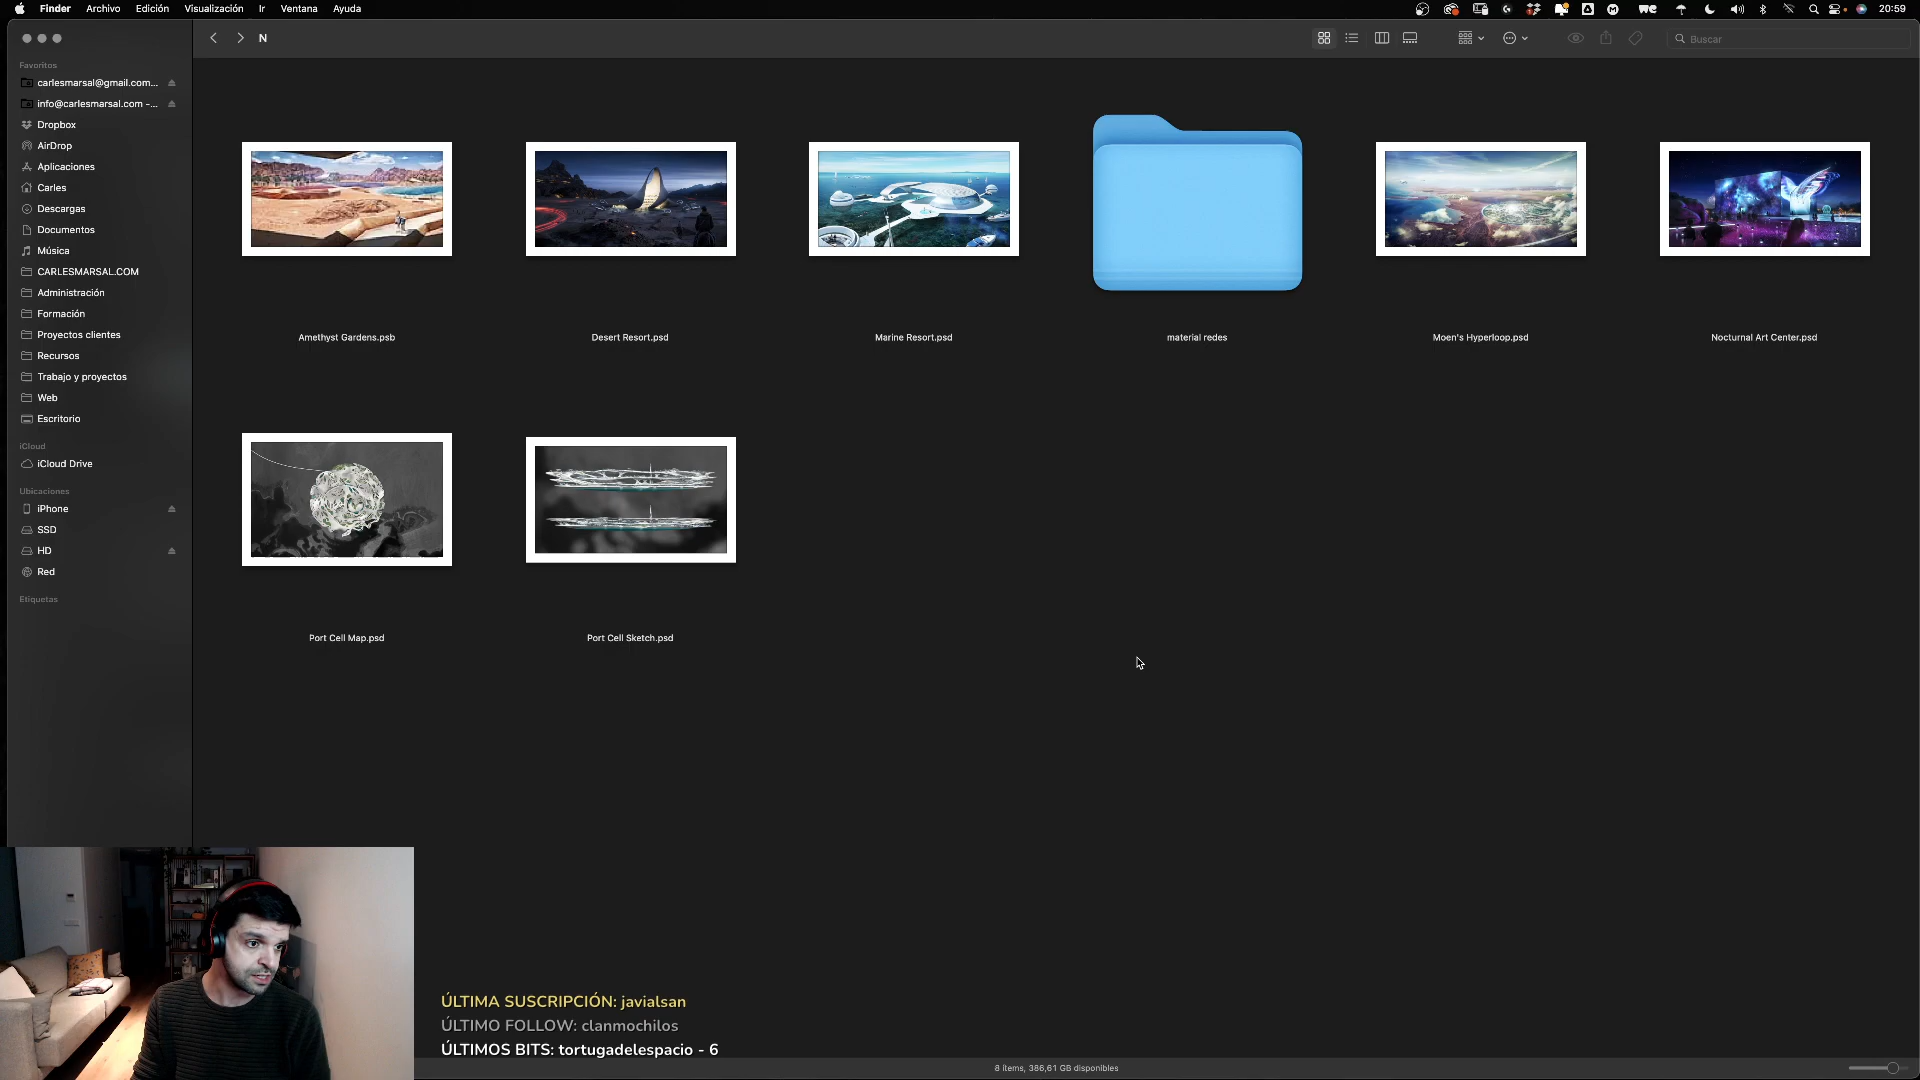 Finder Archivo Edición Visualización Ir Ventana Ayuda 20:59
N
Buscar
Favoritos
carlesmarsal@gmail.com...
info@carlesmarsal.com -...
Dropbox
AirDrop
Aplicaciones
Carles
Descargas
Documentos
Música
CARLESMARSAL.COM
Administración
Formación
Proyectos clientes
Recursos
Trabajo y proyectos
Web
Escritorio
iCloud
iCloud Drive
Ubicaciones
iPhone
SSD
HD
Red
Etiquetas
Amethyst Gardens.psb
Desert Resort.psd
Marine Resort.psd
material redes
Moen's Hyperloop.psd
Nocturnal Art Center.psd
Port Cell Map.psd
Port Cell Sketch.psd
ÚLTIMA SUSCRIPCIÓN: javialsan
ÚLTIMO FOLLOW: clanmochilos
ÚLTIMOS BITS: tortugadelespacio - 6
8 ítems, 386,61 GB disponibles